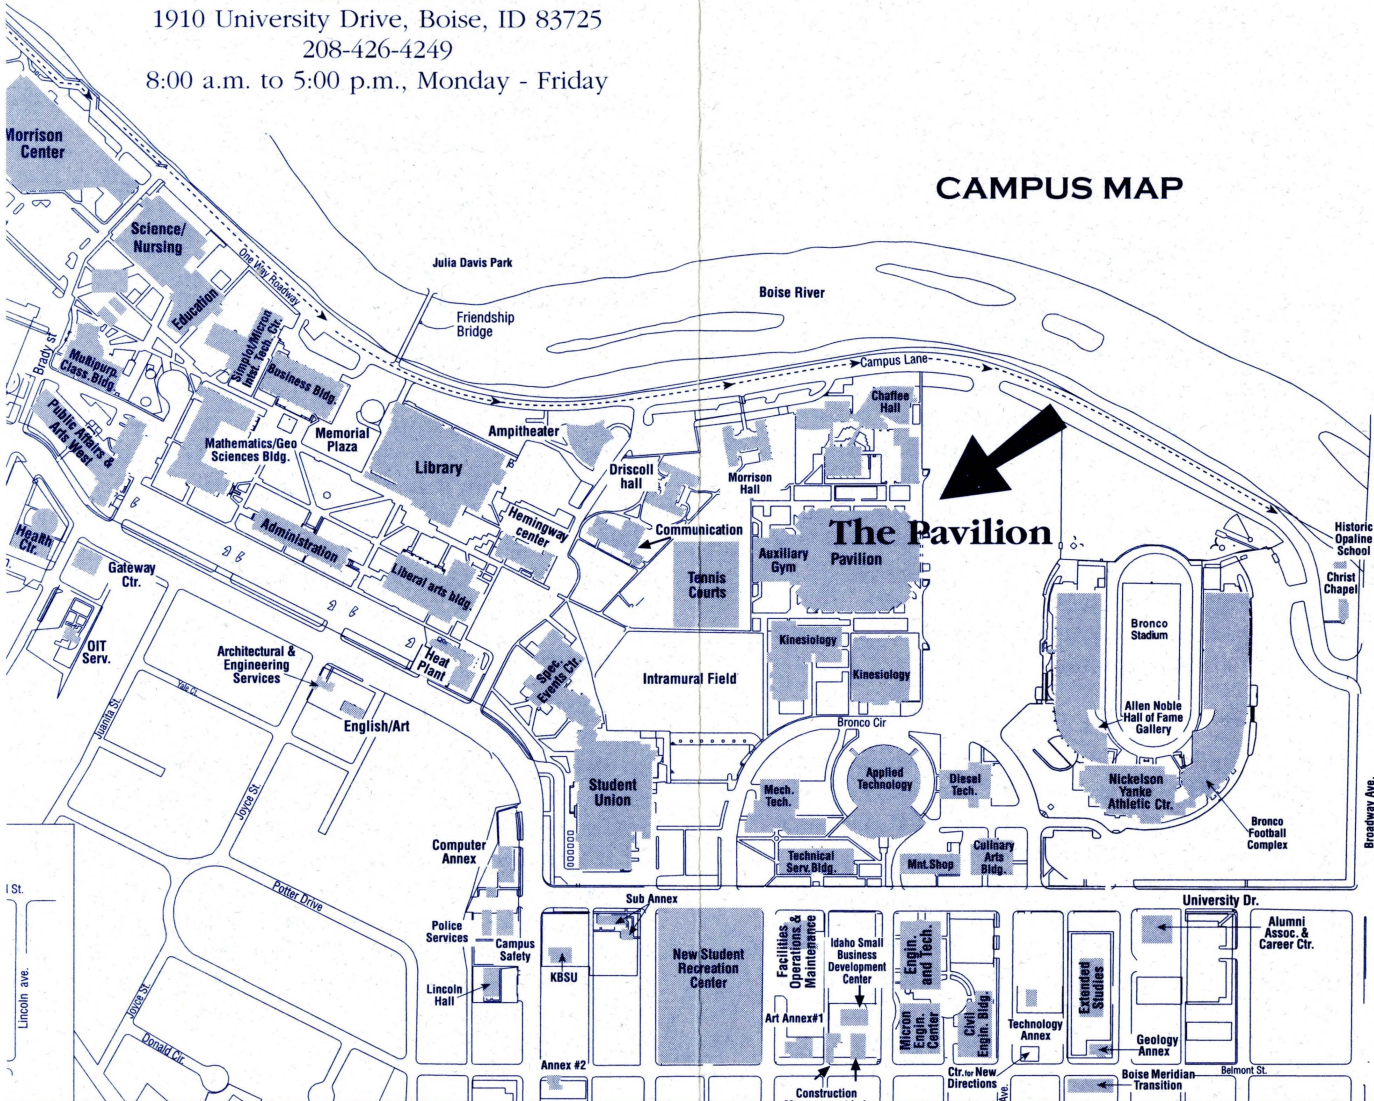 1910 University Drive, Boise, ID 83725
208-426-4249
8:00 a.m. to 5:00 p.m., Monday - Friday
CAMPUS MAP
Morrison
Center
Science/
Nursing
One Way Roadway
Education
Simplot/Micron
Inst. Tech. Ctr.
Business Bldg.
Julia Davis Park
Friendship
Bridge
Boise River
Campus Lane
Brady st
Multipurp.
Class. Bldg.
Public Affairs &
Arts West
Mathematics/Geo
Sciences Bldg.
Memorial
Plaza
Library
Ampitheater
Driscoll
hall
Morrison
Hall
Chaffee
Hall
Communication
Hemingway
center
Administration
Liberal arts bldg.
Tennis
Courts
Auxiliary
Gym
The Pavilion
Pavilion
Historic
Opaline
School
Christ
Chapel
Health
Ctr.
Gateway
Ctr.
OIT
Serv.
Architectural &
Engineering
Services
English/Art
Heat
Plant
Spec.
Events Ctr.
Intramural Field
Kinesiology
Kinesiology
Bronco Cir
Bronco
Stadium
Allen Noble
Hall of Fame
Gallery
Nickelson
Yanke
Athletic Ctr.
Bronco
Football
Complex
Broadway Ave.
Yale Ct.
Juanita St.
Joyce St.
Student
Union
Mech.
Tech.
Applied
Technology
Diesel
Tech.
Technical
Serv. Bldg.
Mnt. Shop
Culinary
Arts
Bldg.
Computer
Annex
Potter Drive
Sub Annex
University Dr.
Police
Services
Campus
Safety
KBSU
Lincoln
Hall
New Student
Recreation
Center
Facilities
Operations &
Maintenance
Idaho Small
Business
Development
Center
Engin.
and Tech.
Extended
Studies
Alumni
Assoc. &
Career Ctr.
l St.
Lincoln ave.
Joyce St.
Donald Cir.
Art Annex#1
Micron
Engin.
Center
Civil
Engin. Bldg.
Technology
Annex
Geology
Annex
Annex #2
Construction
Ctr. for New
Directions
Ave.
Boise Meridian
Transition
Belmont St.